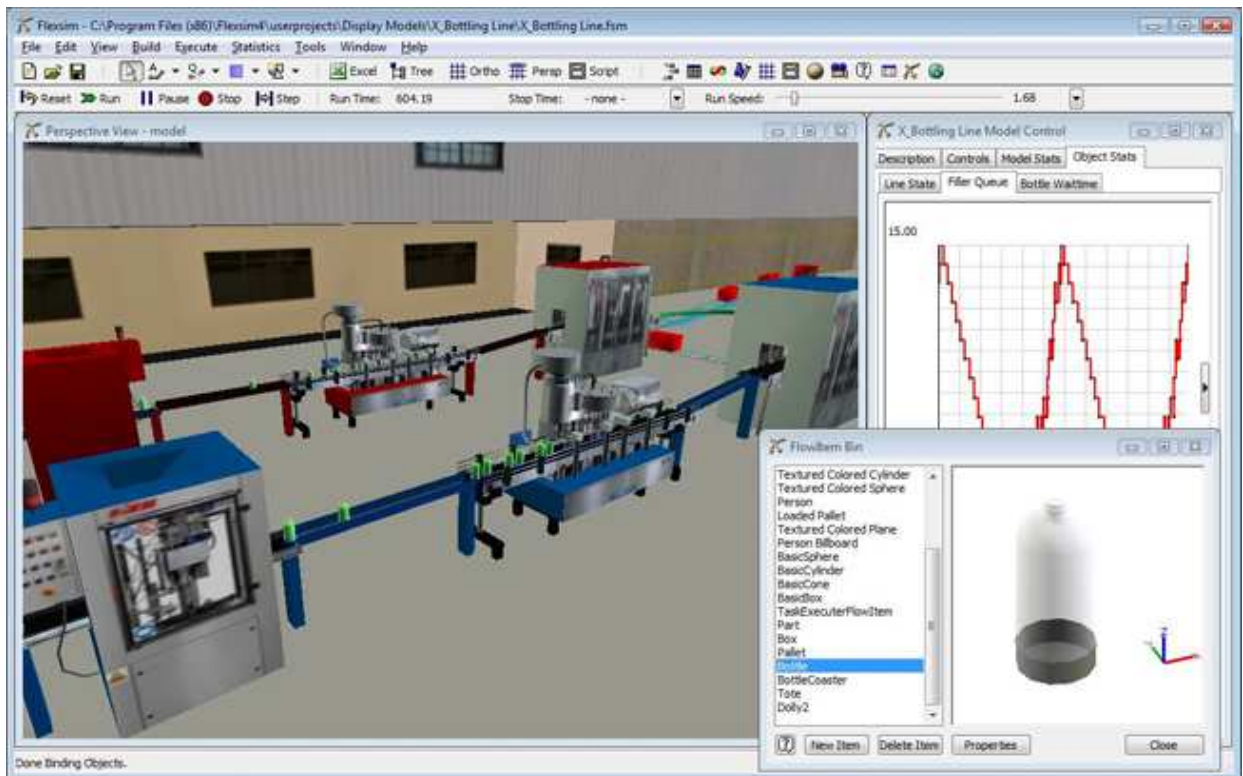 Flexsim - C:\Program Files (x86)\Flexsim4\userprojects\Display Models\X_Bottling Line\X_Bottling Line.fsm
File Edit View Build Execute Statistics Tools Window Help
Excel Tree Ortho Persp Script
Reset Run Pause Stop Step Run Time: 604.19 Stop Time: - none - Run Speed: 1.68
Perspective View - model
X_Bottling Line Model Control
Description Controls Model Stats Object Stats
Line State Filler Queue Bottle Waittime
15.00
FlowItem Bin
Textured Colored Cylinder
Textured Colored Sphere
Person
Loaded Pallet
Textured Colored Plane
Person Billboard
BasicSphere
BasicCylinder
BasicCone
BasicBox
TaskExecuterFlowItem
Part
Box
Pallet
Bottle
BottleCoaster
Tote
Dolly2
New Item Delete Item Properties Close
Done Binding Objects.